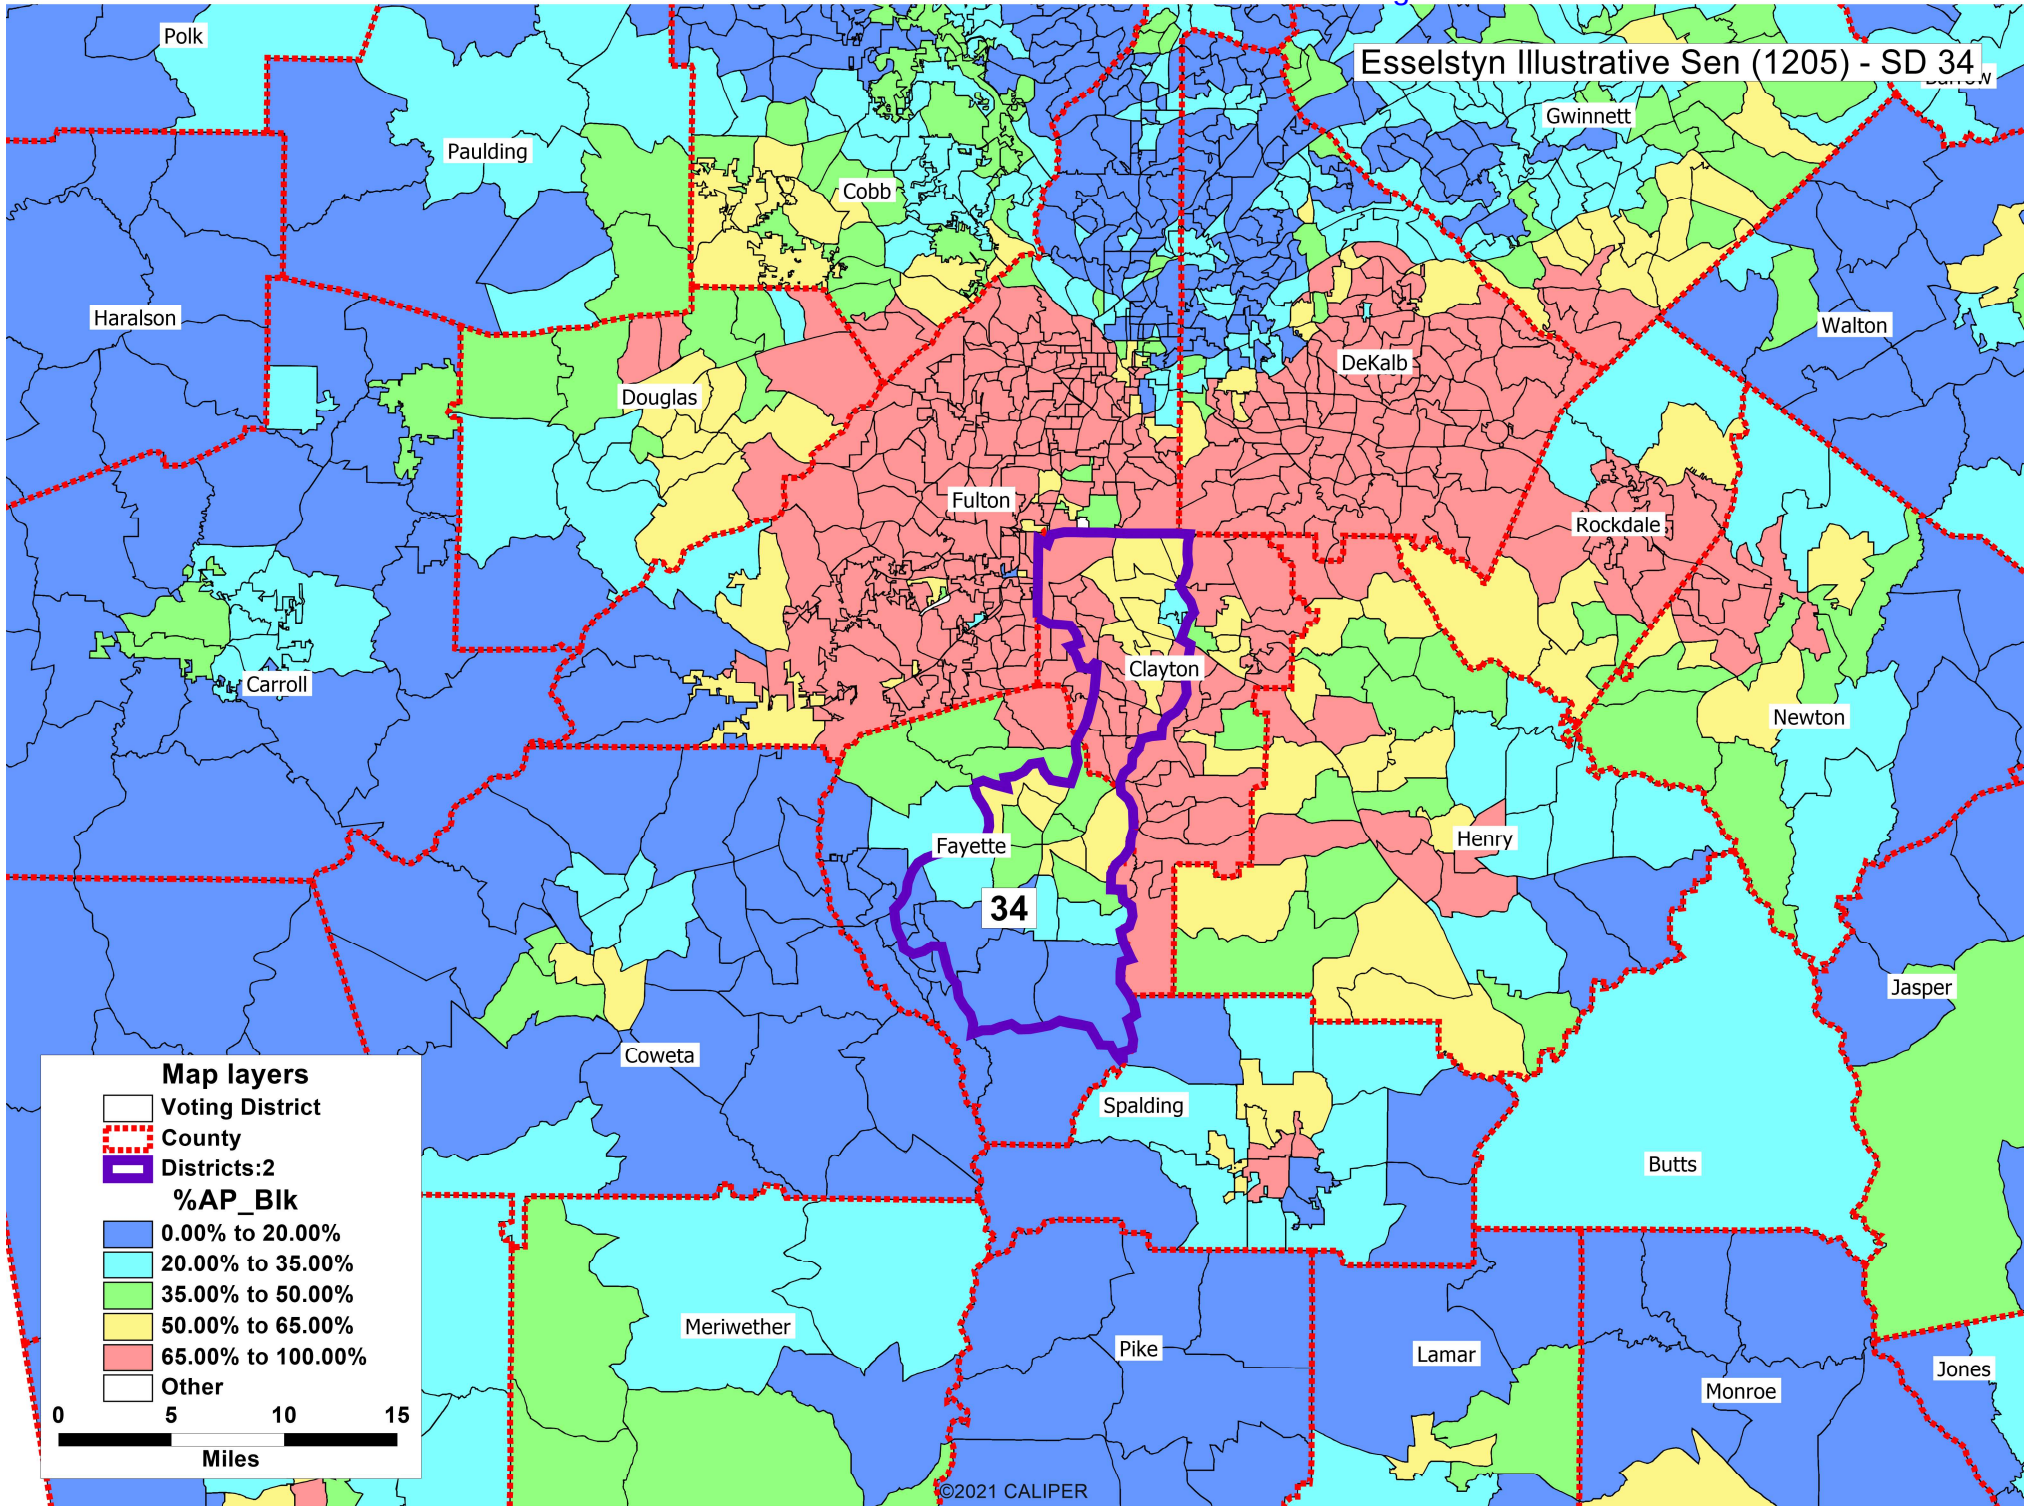 Esselstyn Illustrative Sen (1205) - SD 34
Polk
Gwinnett
Paulding
Cobb
Haralson
Walton
DeKalb
Douglas
Fulton
Rockdale
Clayton
Carroll
Newton
Fayette
Henry
34
Jasper
Coweta
Spalding
Butts
Meriwether
Pike
Lamar
Jones
Monroe
Map layers
Voting District
County
Districts:2
%AP_Blk
0.00% to 20.00%
20.00% to 35.00%
35.00% to 50.00%
50.00% to 65.00%
65.00% to 100.00%
Other
0 5 10 15
Miles
©2021 CALIPER